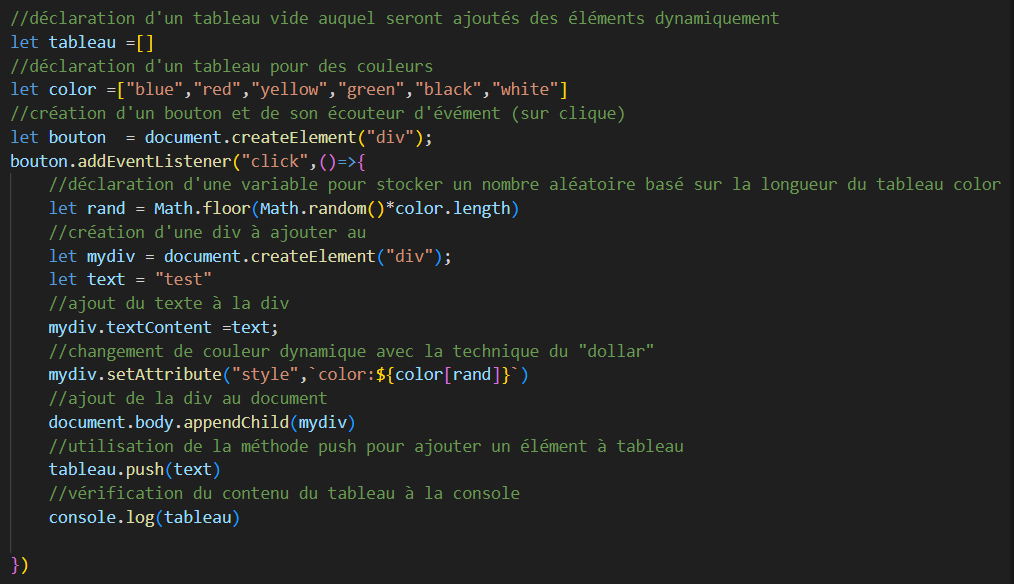 //déclaration d'un tableau vide auquel seront ajoutés des éléments dynamiquement
let tableau =[]
//déclaration d'un tableau pour des couleurs
let color =["blue","red","yellow","green","black","white"]
//création d'un bouton et de son écouteur d'évément (sur clique)
let bouton  = document.createElement("div");
bouton.addEventListener("click",()=>{
    //déclaration d'une variable pour stocker un nombre aléatoire basé sur la longueur du tableau color
    let rand = Math.floor(Math.random()*color.length)
    //création d'une div à ajouter au
    let mydiv = document.createElement("div");
    let text = "test"
    //ajout du texte à la div
    mydiv.textContent =text;
    //changement de couleur dynamique avec la technique du "dollar"
    mydiv.setAttribute("style",`color:${color[rand]}`)
    //ajout de la div au document
    document.body.appendChild(mydiv)
    //utilisation de la méthode push pour ajouter un élément à tableau
    tableau.push(text)
    //vérification du contenu du tableau à la console
    console.log(tableau)
})